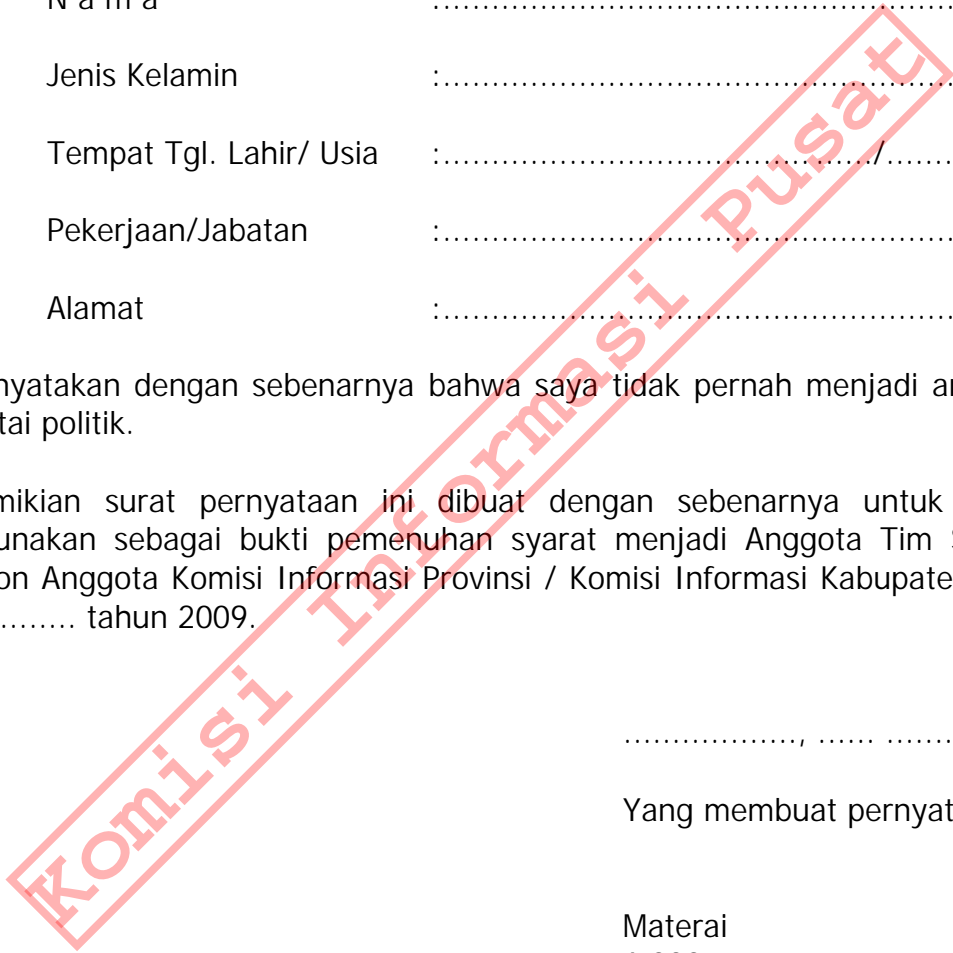 N a m a :......................................................
Jenis Kelamin :......................................................
Tempat Tgl. Lahir/ Usia :............................................/.......
Pekerjaan/Jabatan :......................................................
Alamat :......................................................
nyatakan dengan sebenarnya bahwa saya tidak pernah menjadi
tai politik.
mikian surat pernyataan ini dibuat dengan sebenarnya untuk
unakan sebagai bukti pemenuhan syarat menjadi Anggota Tim
on Anggota Komisi Informasi Provinsi / Komisi Informasi Kabupate
........ tahun 2009.
.................., ...... .......
Yang membuat pernyat
Materai
Komisi Informasi Pusat